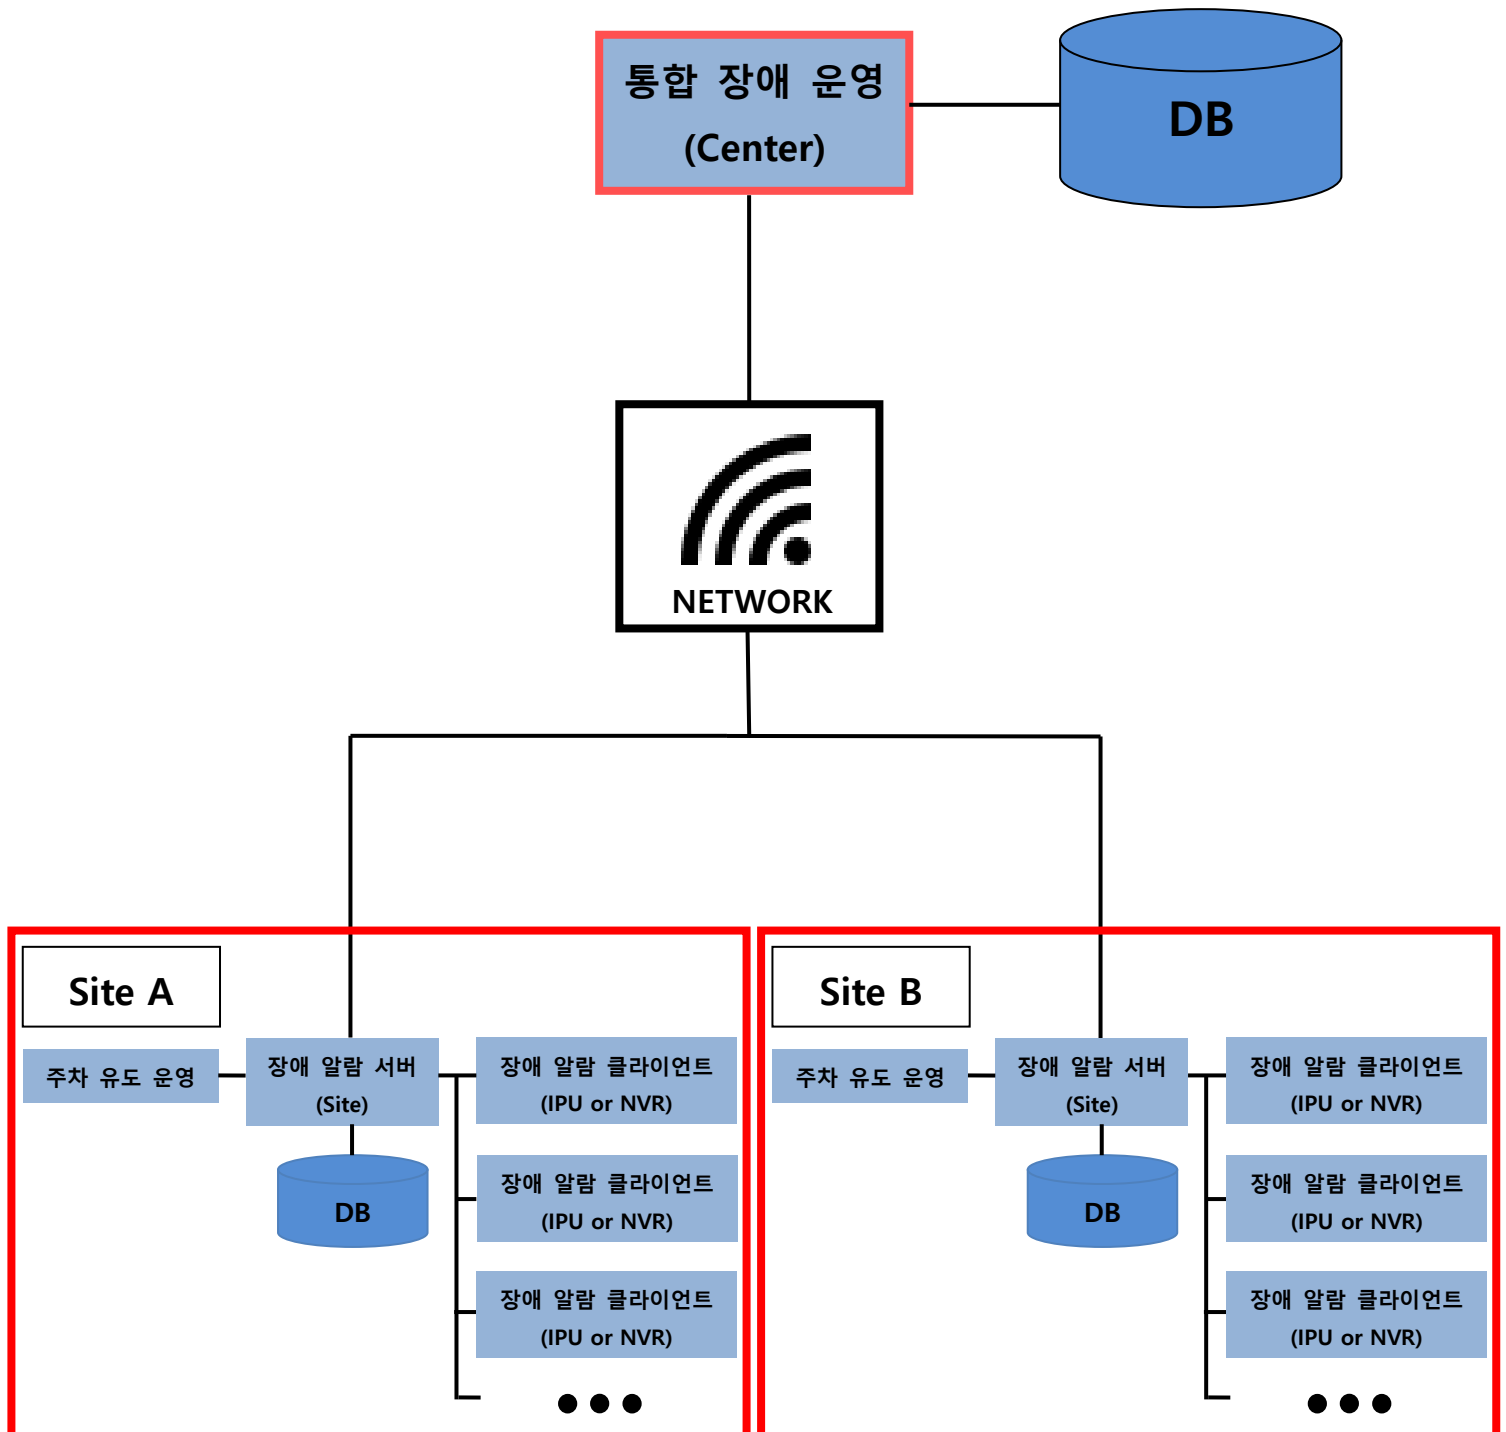 통합 장애 운영
(Center)
DB
NETWORK
Site A
주차 유도 운영
장애 알람 서버
(Site)
DB
장애 알람 클라이언트
(IPU or NVR)
장애 알람 클라이언트
(IPU or NVR)
장애 알람 클라이언트
(IPU or NVR)
Site B
주차 유도 운영
장애 알람 서버
(Site)
DB
장애 알람 클라이언트
(IPU or NVR)
장애 알람 클라이언트
(IPU or NVR)
장애 알람 클라이언트
(IPU or NVR)